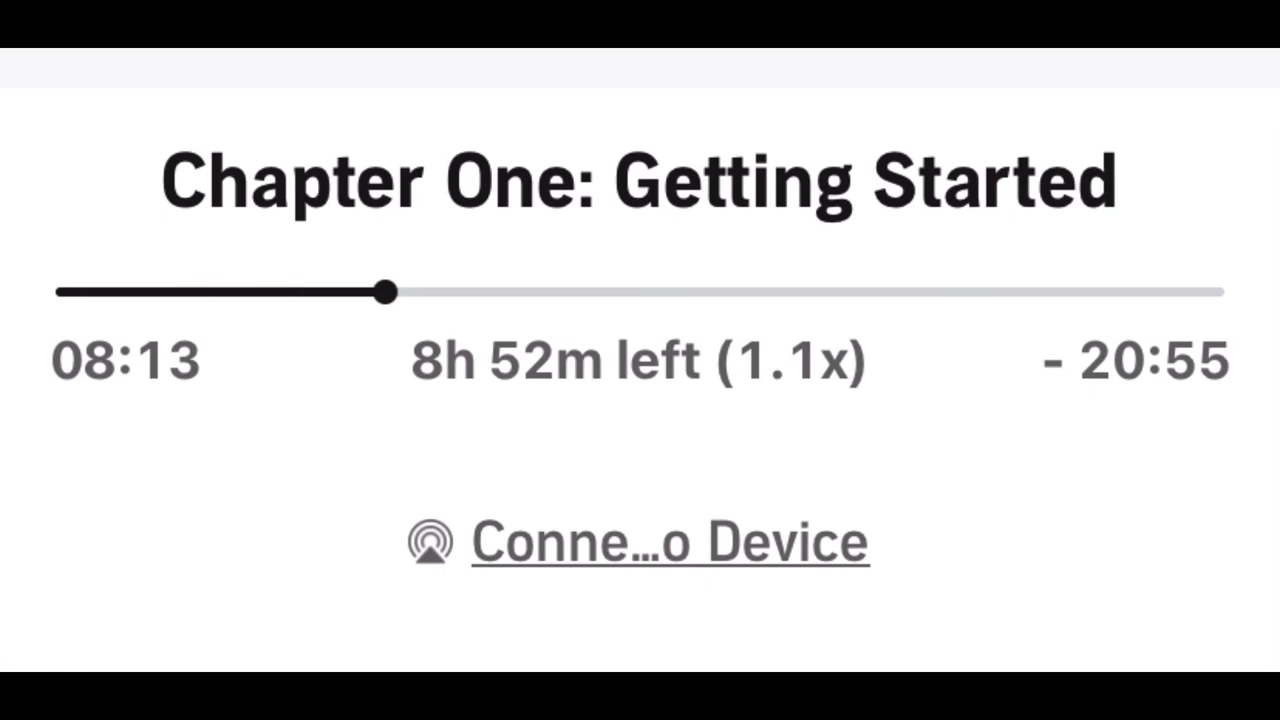 Chapter One: Getting Started
08:13 8h 52m left (1.1x) - 20:55
Conne...o Device